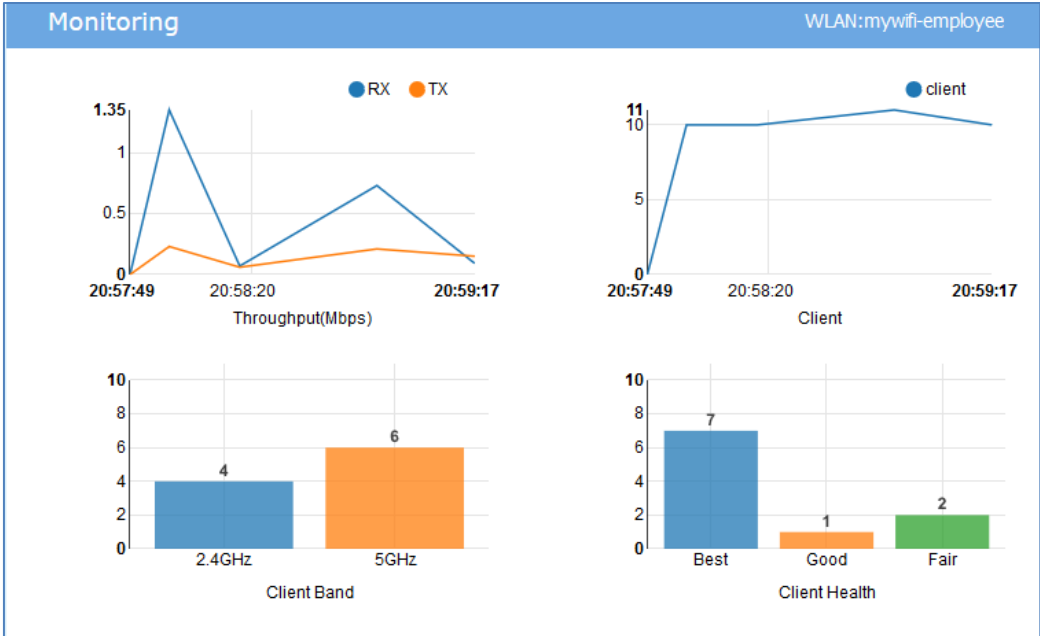 Monitoring
WLAN:mywifi-employee
RX TX
1.35
1
0.5
0
20:57:49 20:58:20 20:59:17
Throughput(Mbps)
client
11
10
5
0
20:57:49 20:58:20 20:59:17
Client
10
8
6
4
2
0
4
6
2.4GHz 5GHz
Client Band
10
8
6
4
2
0
7
1
2
Best Good Fair
Client Health